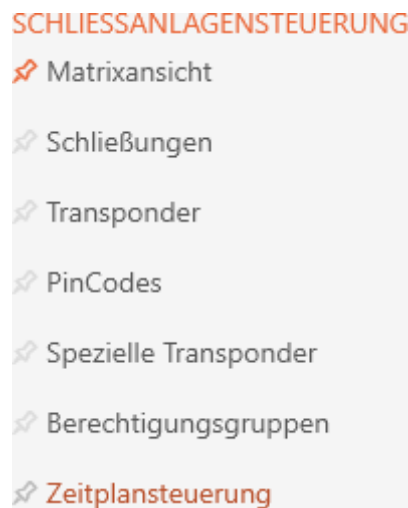 SCHLIESSANLAGENSTEUERUNG
Matrixansicht
Schließungen
Transponder
PinCodes
Spezielle Transponder
Berechtigungsgruppen
Zeitplansteuerung